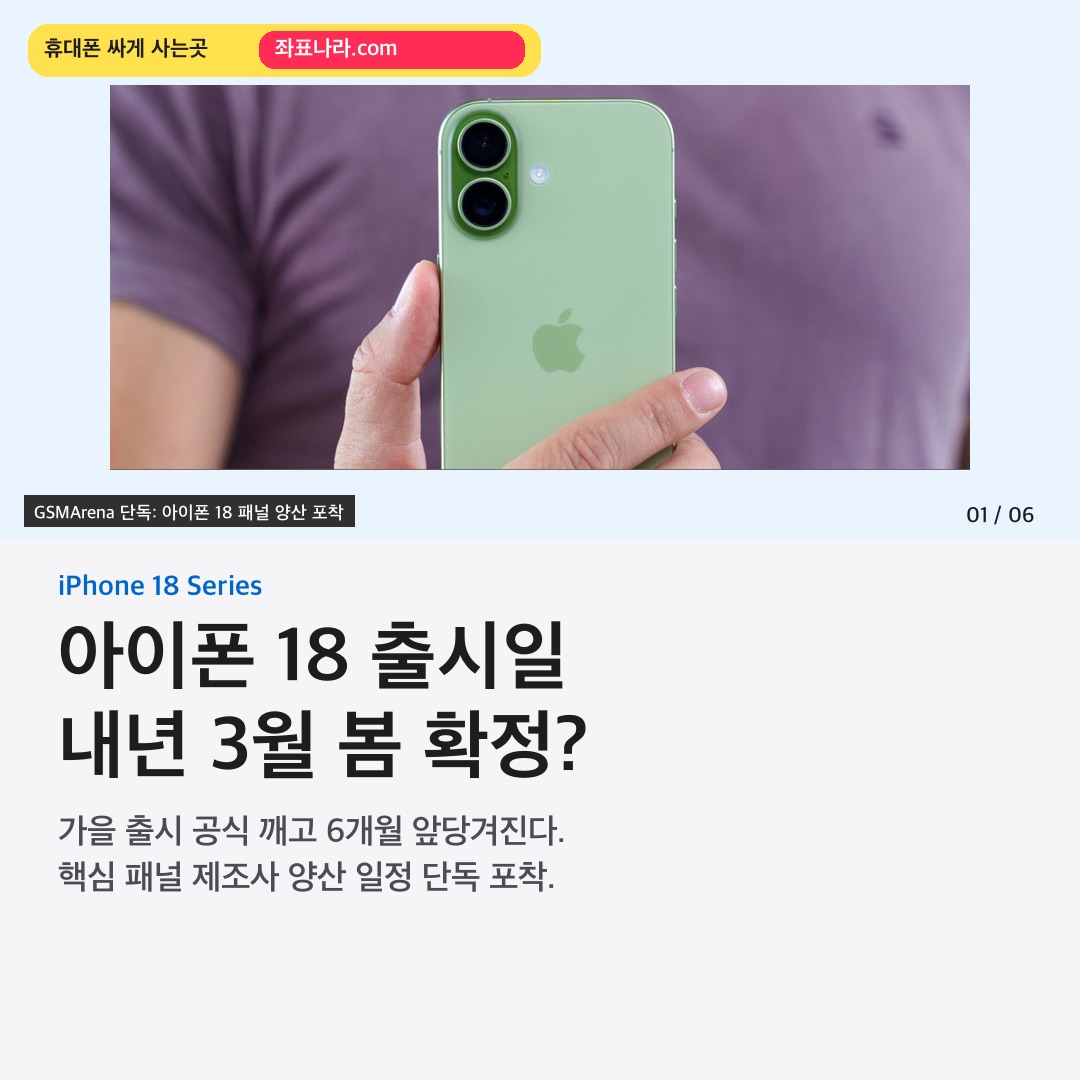 휴대폰 싸게 사는곳 좌표나라.com
GSMArena 단독: 아이폰 18 패널 양산 포착
01 / 06
iPhone 18 Series
아이폰 18 출시일
내년 3월 봄 확정?
가을 출시 공식 깨고 6개월 앞당겨진다.
핵심 패널 제조사 양산 일정 단독 포착.